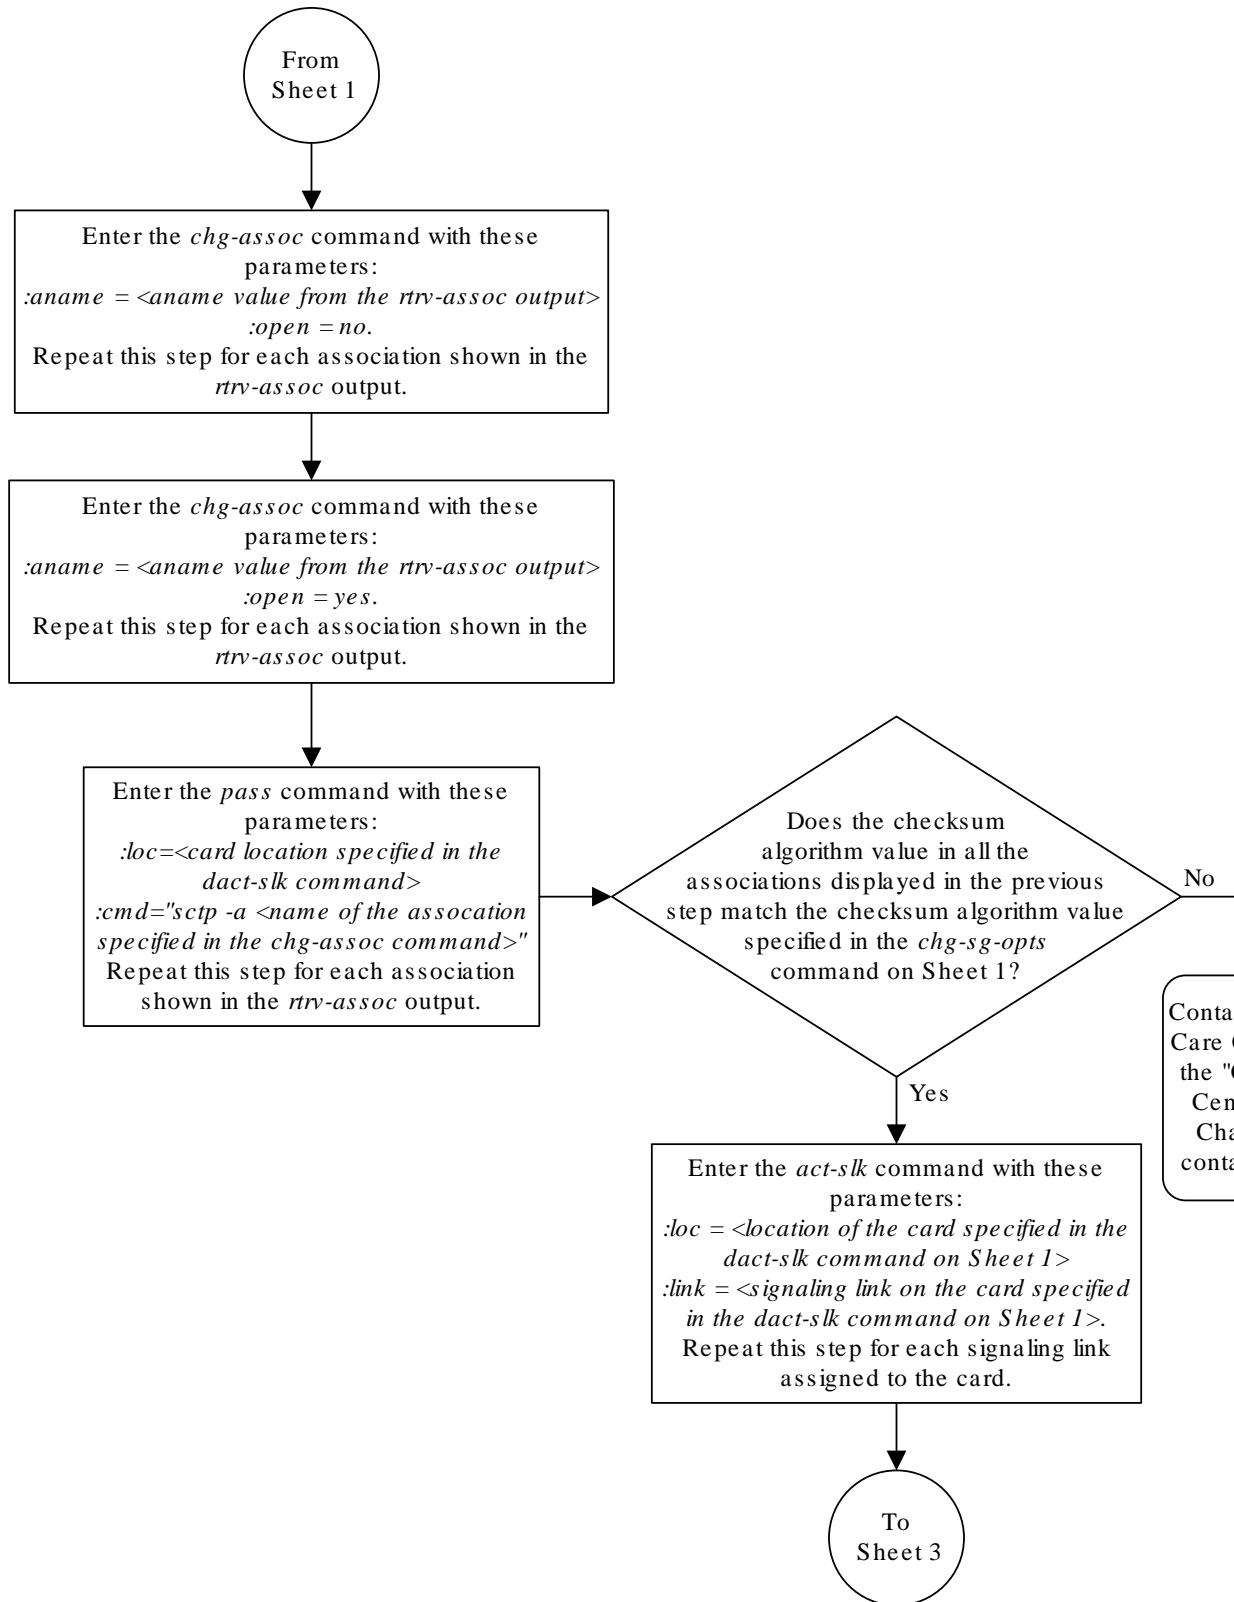 From
Sheet 1
Enter the chg-assoc command with these
parameters:
:aname = <aname value from the rtrv-assoc output>
:open = no.
Repeat this step for each association shown in the
rtrv-assoc output.
Enter the chg-assoc command with these
parameters:
:aname = <aname value from the rtrv-assoc output>
:open = yes.
Repeat this step for each association shown in the
rtrv-assoc output.
Enter the pass command with these
parameters:
:loc=<card location specified in the
dact-slk command>
:cmd="sctp -a <name of the assocation
specified in the chg-assoc command>"
Repeat this step for each association
shown in the rtrv-assoc output.
Does the checksum
algorithm value in all the
associations displayed in the previous
step match the checksum algorithm value
specified in the chg-sg-opts
command on Sheet 1?
No
Yes
Care
the
Enter the act-slk command with these
parameters:
:loc = <location of the card specified in the
dact-slk command on Sheet 1>
:link = <signaling link on the card specified
in the dact-slk command on Sheet 1>.
Repeat this step for each signaling link
assigned to the card.
To
Sheet 3